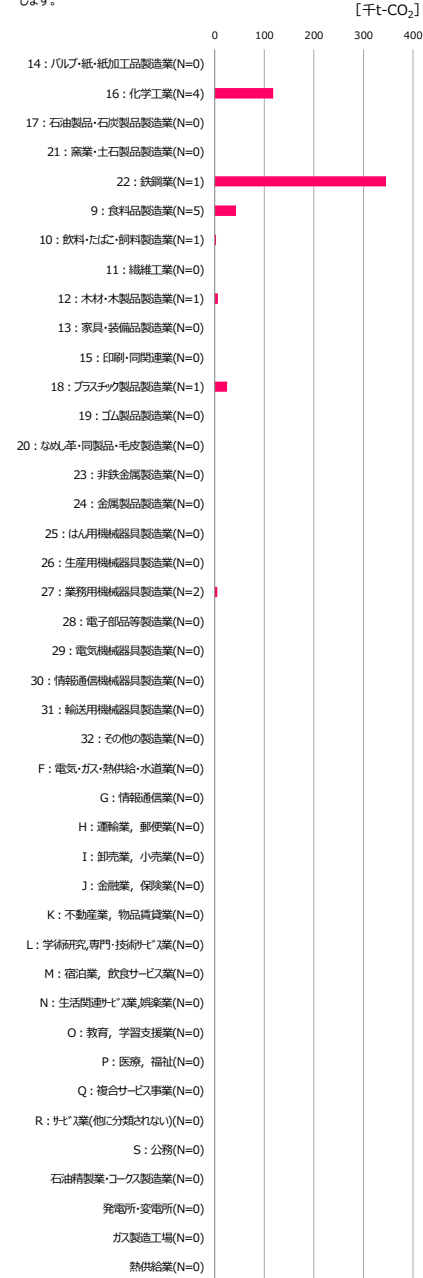 します。
[千t-CO₂]
0 100 200 300 400
14：パルプ・紙・紙加工品製造業(N=0)
16：化学工業(N=4)
17：石油製品・石炭製品製造業(N=0)
21：窯業・土石製品製造業(N=0)
22：鉄鋼業(N=1)
9：食料品製造業(N=5)
10：飲料・たばこ・飼料製造業(N=1)
11：繊維工業(N=0)
12：木材・木製品製造業(N=1)
13：家具・装備品製造業(N=0)
15：印刷・同関連業(N=0)
18：プラスチック製品製造業(N=1)
19：ゴム製品製造業(N=0)
20：なめし革・同製品・毛皮製造業(N=0)
23：非鉄金属製造業(N=0)
24：金属製品製造業(N=0)
25：はん用機械器具製造業(N=0)
26：生産用機械器具製造業(N=0)
27：業務用機械器具製造業(N=2)
28：電子部品等製造業(N=0)
29：電気機械器具製造業(N=0)
30：情報通信機械器具製造業(N=0)
31：輸送用機械器具製造業(N=0)
32：その他の製造業(N=0)
F：電気・ガス・熱供給・水道業(N=0)
G：情報通信業(N=0)
H：運輸業，郵便業(N=0)
I：卸売業，小売業(N=0)
J：金融業，保険業(N=0)
K：不動産業，物品賃貸業(N=0)
L：学術研究,専門・技術ｻｰﾋﾞｽ業(N=0)
M：宿泊業，飲食サービス業(N=0)
N：生活関連ｻｰﾋﾞｽ業,娯楽業(N=0)
O：教育，学習支援業(N=0)
P：医療，福祉(N=0)
Q：複合サービス事業(N=0)
R：ｻｰﾋﾞｽ業(他に分類されない)(N=0)
S：公務(N=0)
石油精製業・コークス製造業(N=0)
発電所・変電所(N=0)
ガス製造工場(N=0)
熱供給業(N=0)